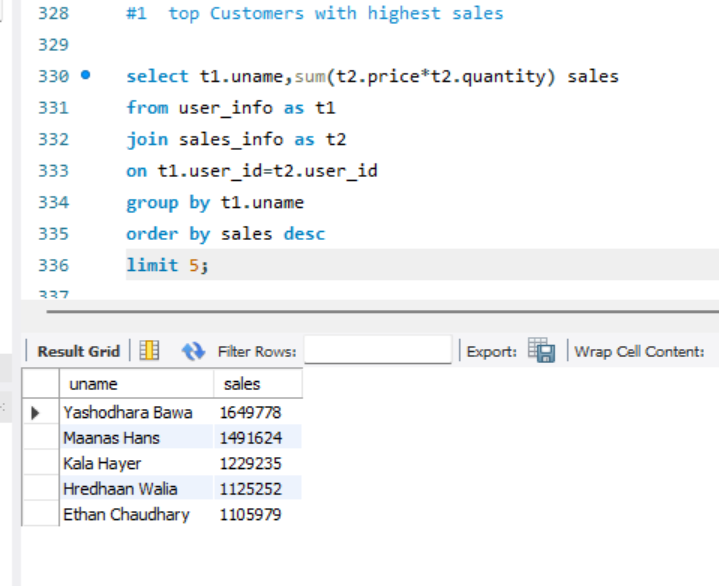 328 #1 top Customers with highest sales
329
330 select t1.uname,sum(t2.price*t2.quantity) sales
331 from user_info as t1
332 join sales_info as t2
333 on t1.user_id=t2.user_id
334 group by t1.uname
335 order by sales desc
336 limit 5;
337
Result Grid Filter Rows: Export: Wrap Cell Content:
uname sales
Yashodhara Bawa 1649778
Maanas Hans 1491624
Kala Hayer 1229235
Hredhaan Walia 1125252
Ethan Chaudhary 1105979